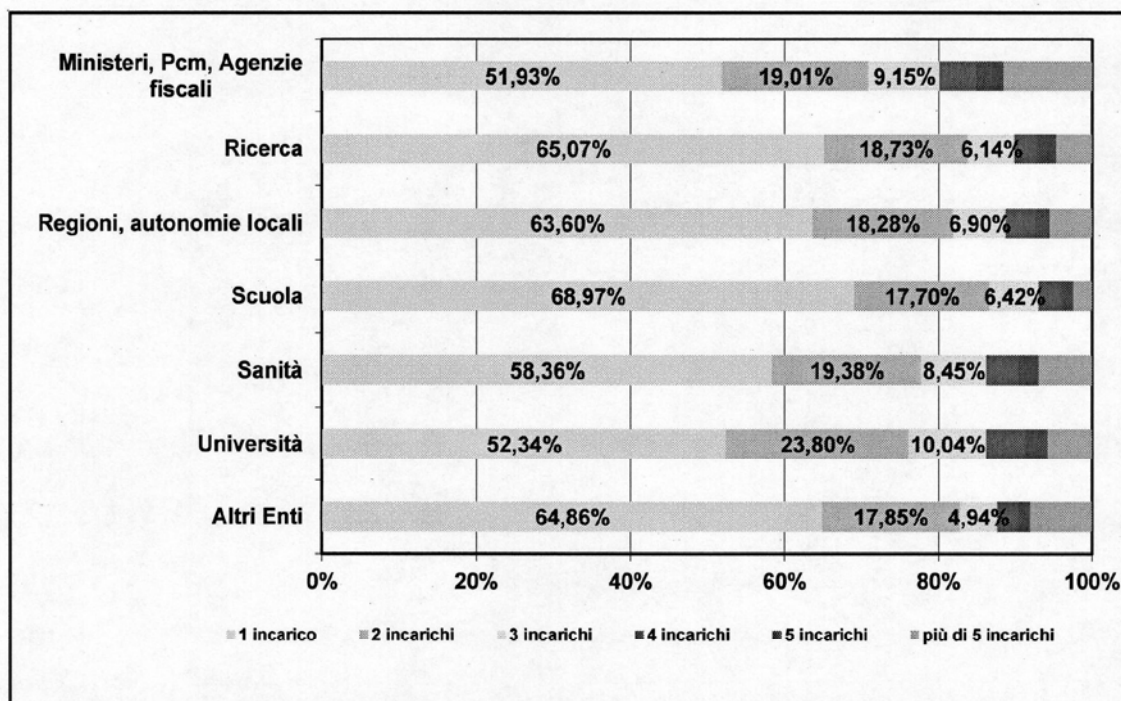 Ministeri, Pcm, Agenzie
fiscali
51,93% 19,01% 9,15%
Ricerca 65,07% 18,73% 6,14%
Regioni, autonomie locali 63,60% 18,28% 6,90%
Scuola 68,97% 17,70% 6,42%
Sanità 58,36% 19,38% 8,45%
Università 52,34% 23,80% 10,04%
Altri Enti 64,86% 17,85% 4,94%
0% 20% 40% 60% 80% 100%
1 incarico 2 incarichi 3 incarichi 4 incarichi 5 incarichi più di 5 incarichi